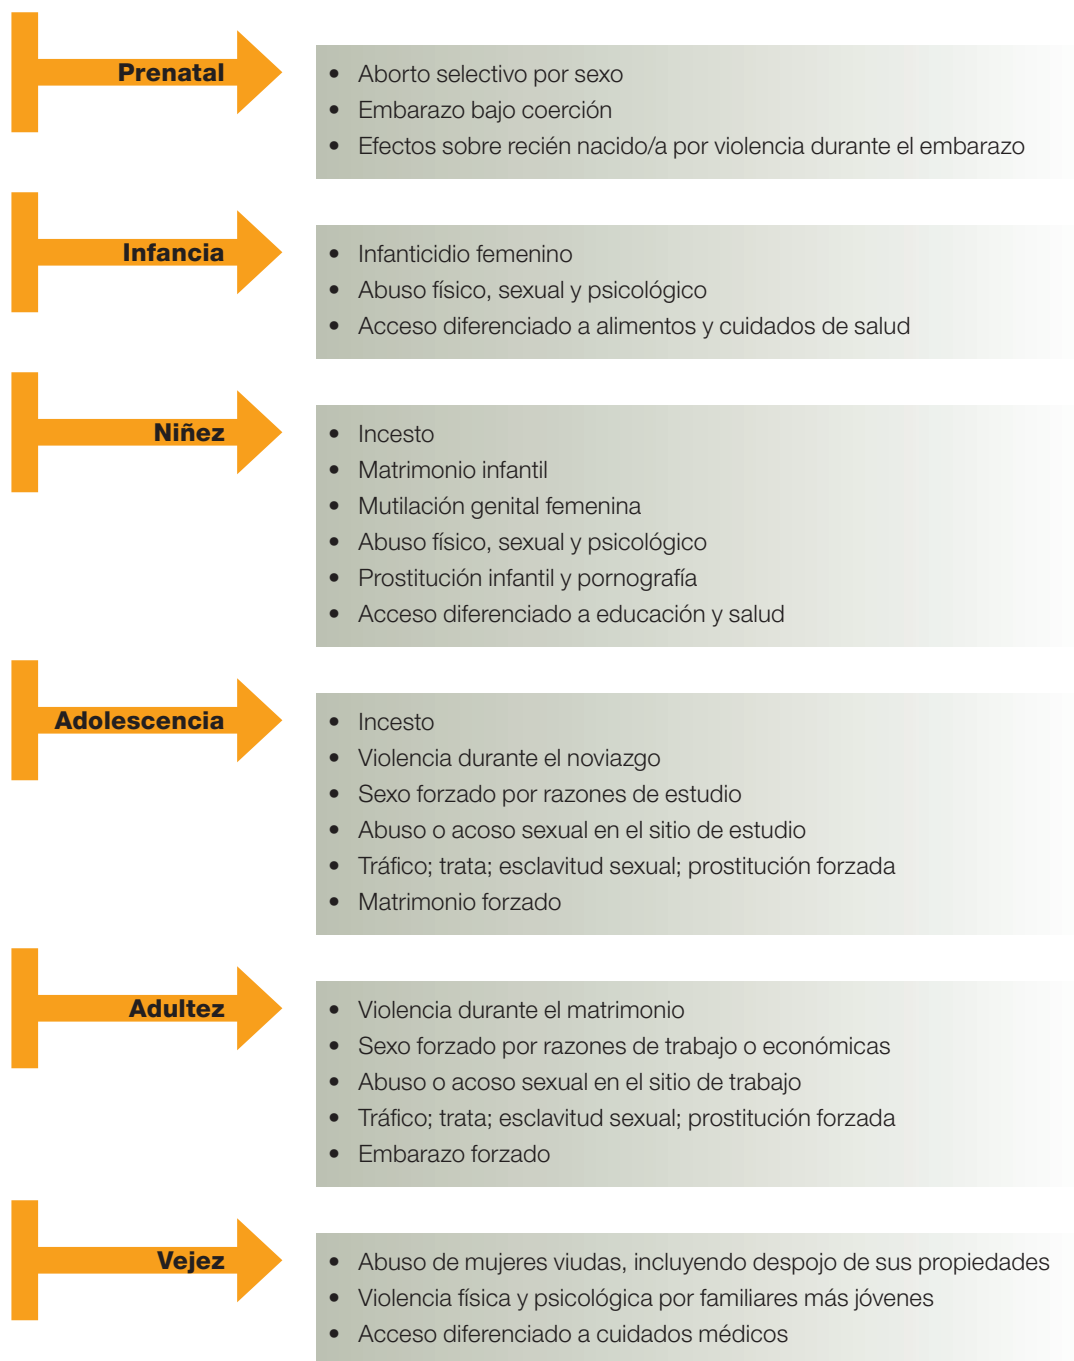 Prenatal
• Aborto selectivo por sexo
• Embarazo bajo coerción
• Efectos sobre recién nacido/a por violencia durante el embarazo
Infancia
• Infanticidio femenino
• Abuso físico, sexual y psicológico
• Acceso diferenciado a alimentos y cuidados de salud
Niñez
• Incesto
• Matrimonio infantil
• Mutilación genital femenina
• Abuso físico, sexual y psicológico
• Prostitución infantil y pornografía
• Acceso diferenciado a educación y salud
Adolescencia
• Incesto
• Violencia durante el noviazgo
• Sexo forzado por razones de estudio
• Abuso o acoso sexual en el sitio de estudio
• Tráfico; trata; esclavitud sexual; prostitución forzada
• Matrimonio forzado
Adultez
• Violencia durante el matrimonio
• Sexo forzado por razones de trabajo o económicas
• Abuso o acoso sexual en el sitio de trabajo
• Tráfico; trata; esclavitud sexual; prostitución forzada
• Embarazo forzado
Vejez
• Abuso de mujeres viudas, incluyendo despojo de sus propiedades
• Violencia física y psicológica por familiares más jóvenes
• Acceso diferenciado a cuidados médicos